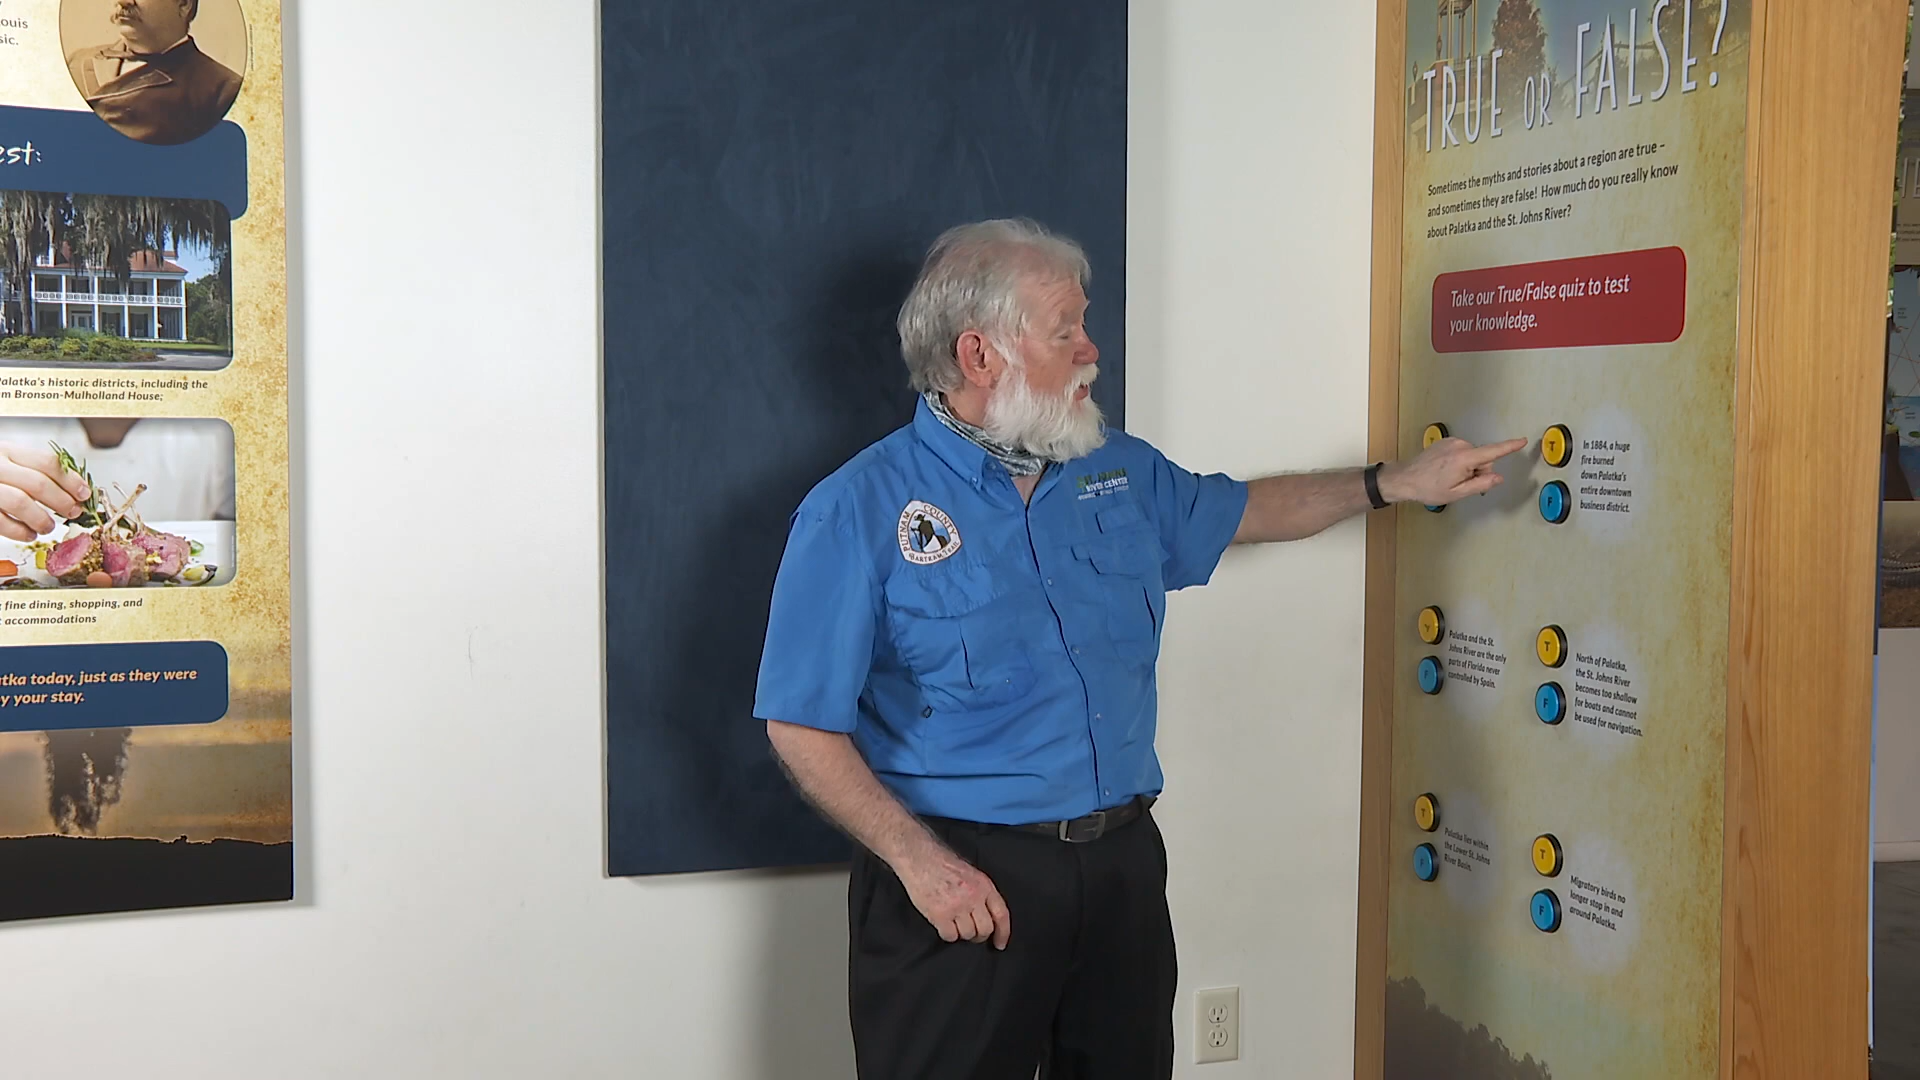 ouis
sic.
est:
Palatka's historic districts, including the
m Bronson-Mulholland House;
fine dining, shopping, and
accommodations
tka today, just as they were
y your stay.
PUTNAM COUNTY
BARTRAM TRAIL
RIVER CENTER
TRUE OR FALSE?
Sometimes the myths and stories about a region are true –
and sometimes they are false! How much do you really know
about Palatka and the St. Johns River?
Take our True/False quiz to test
your knowledge.
T
T
F
In 1884, a huge
fire burned
down Palatka's
entire downtown
business district.
T
F
Palatka and the St.
Johns River are the only
parts of Florida never
controlled by Spain.
T
F
North of Palatka,
the St. Johns River
becomes too shallow
for boats and cannot
be used for navigation.
T
F
Palatka lies within
the Lower St. Johns
River Basin.
T
F
Migratory birds no
longer stop in and
around Palatka.